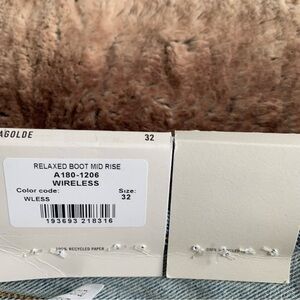 AGOLDE
32
RELAXED BOOT MID RISE
A180-1206
WIRELESS
Color code: Size:
WLESS 32
193693 218316
100% RECYCLED PAPER